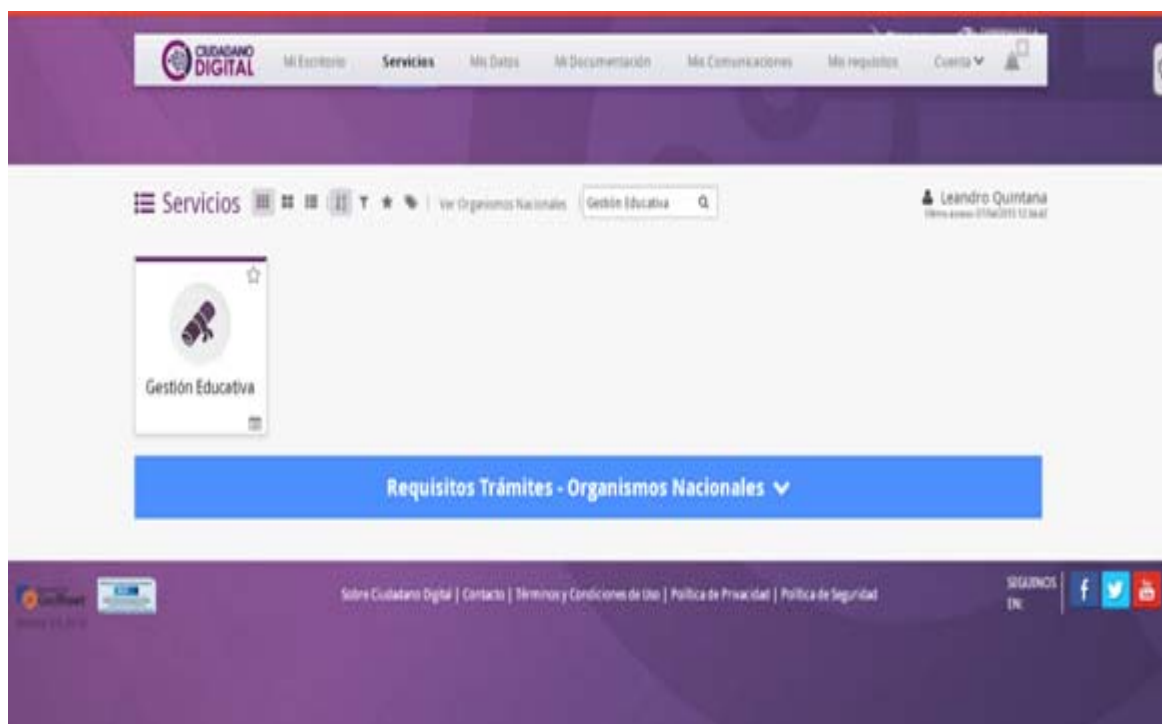 CIUDADANO
DIGITAL
Mi Escritorio Servicios Mis Datos Mi Documentación Mis Comunicaciones Mis requisitos Cuenta
Servicios Ver Organismos Nacionales Gestión Educativa Leandro Quintana
Gestión Educativa
Requisitos Trámites - Organismos Nacionales
Sobre Ciudadano Digital | Contacto | Términos y Condiciones de Uso | Política de Privacidad | Política de Seguridad
SEGUINOS
EN: